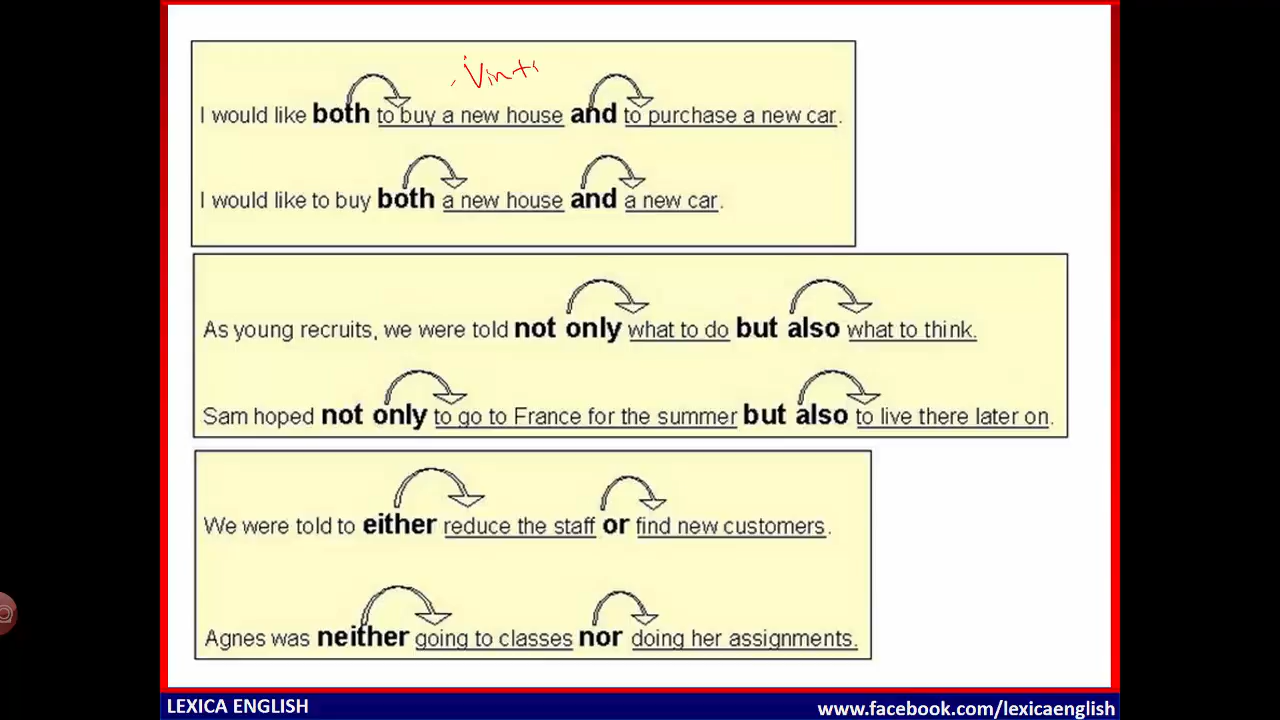 I would like both to buy a new house and to purchase a new car.
I would like to buy both a new house and a new car.
As young recruits, we were told not only what to do but also what to think.
Sam hoped not only to go to France for the summer but also to live there later on.
We were told to either reduce the staff or find new customers.
Agnes was neither going to classes nor doing her assignments.
LEXICA ENGLISH
www.facebook.com/lexicaenglish